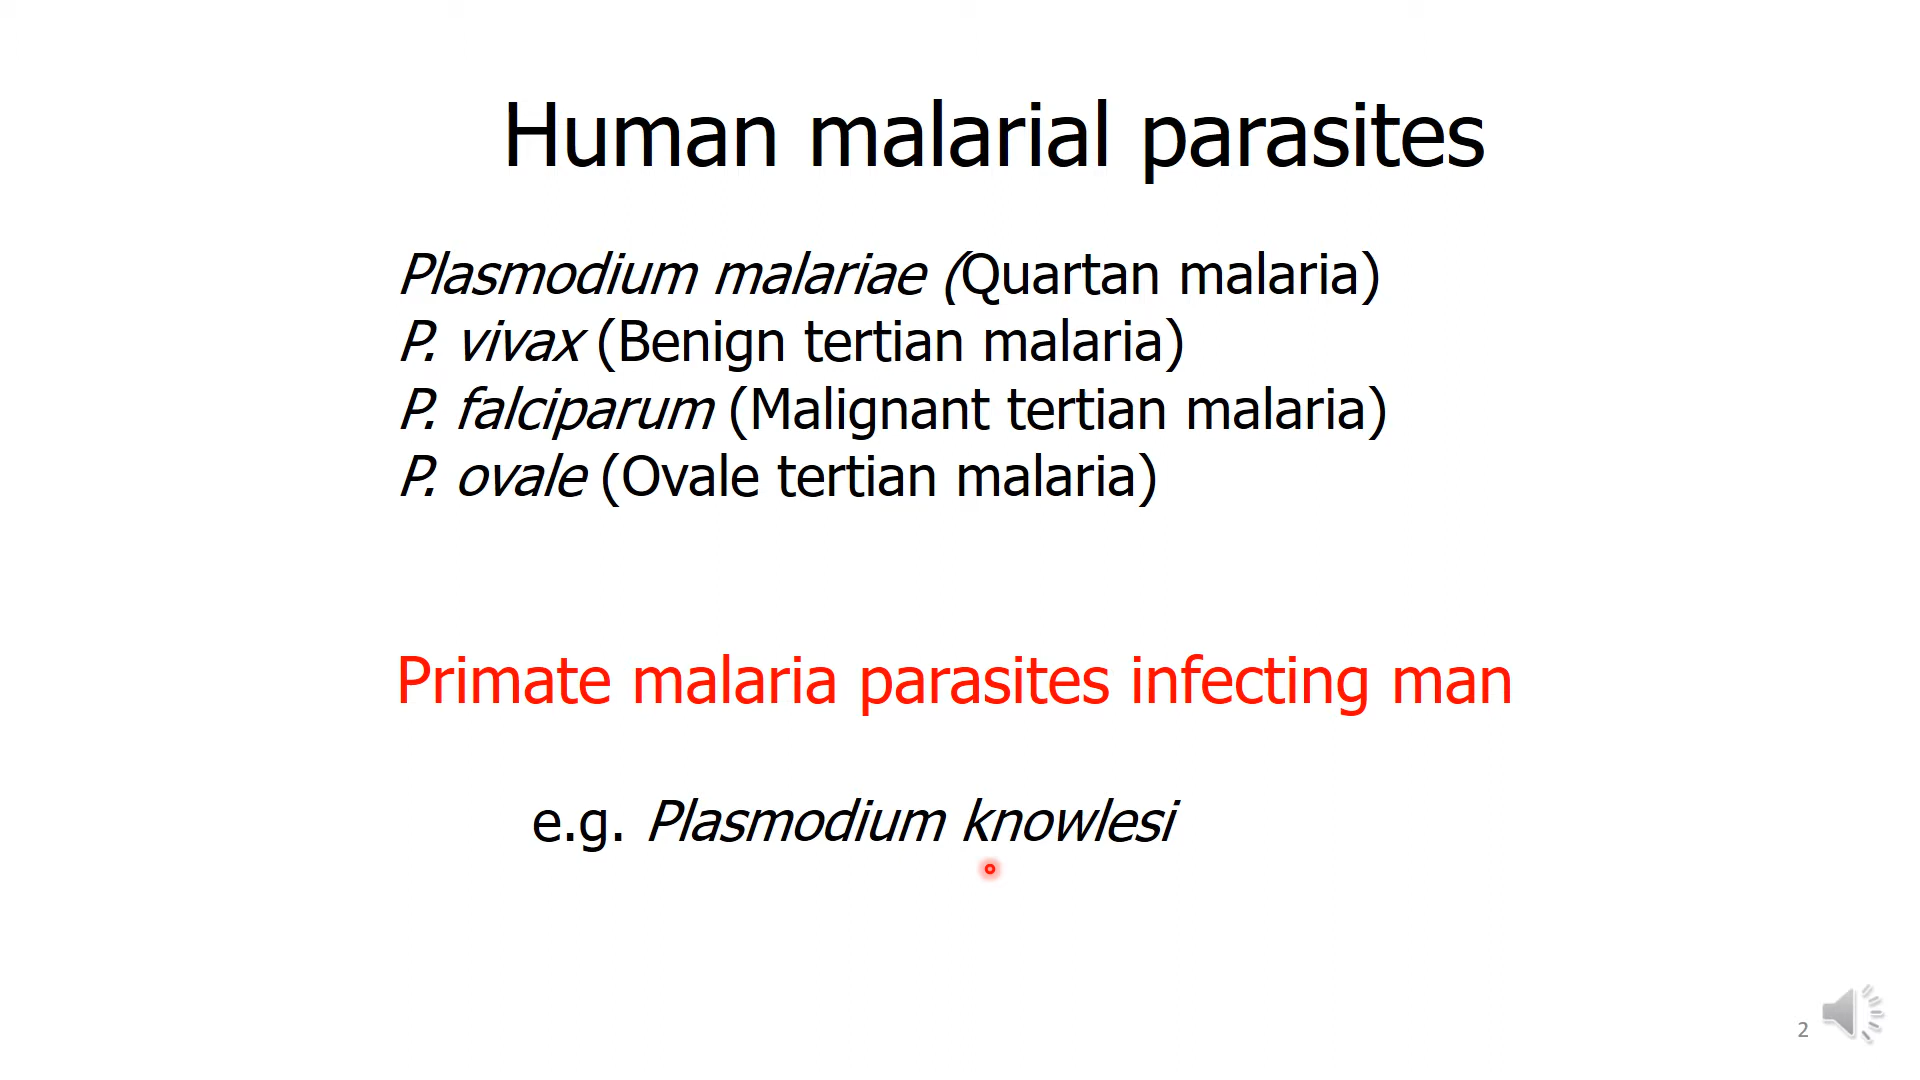 Human malarial parasites
Plasmodium malariae (Quartan malaria)
P. vivax (Benign tertian malaria)
P. falciparum (Malignant tertian malaria)
P. ovale (Ovale tertian malaria)
Primate malaria parasites infecting man
e.g. Plasmodium knowlesi
2